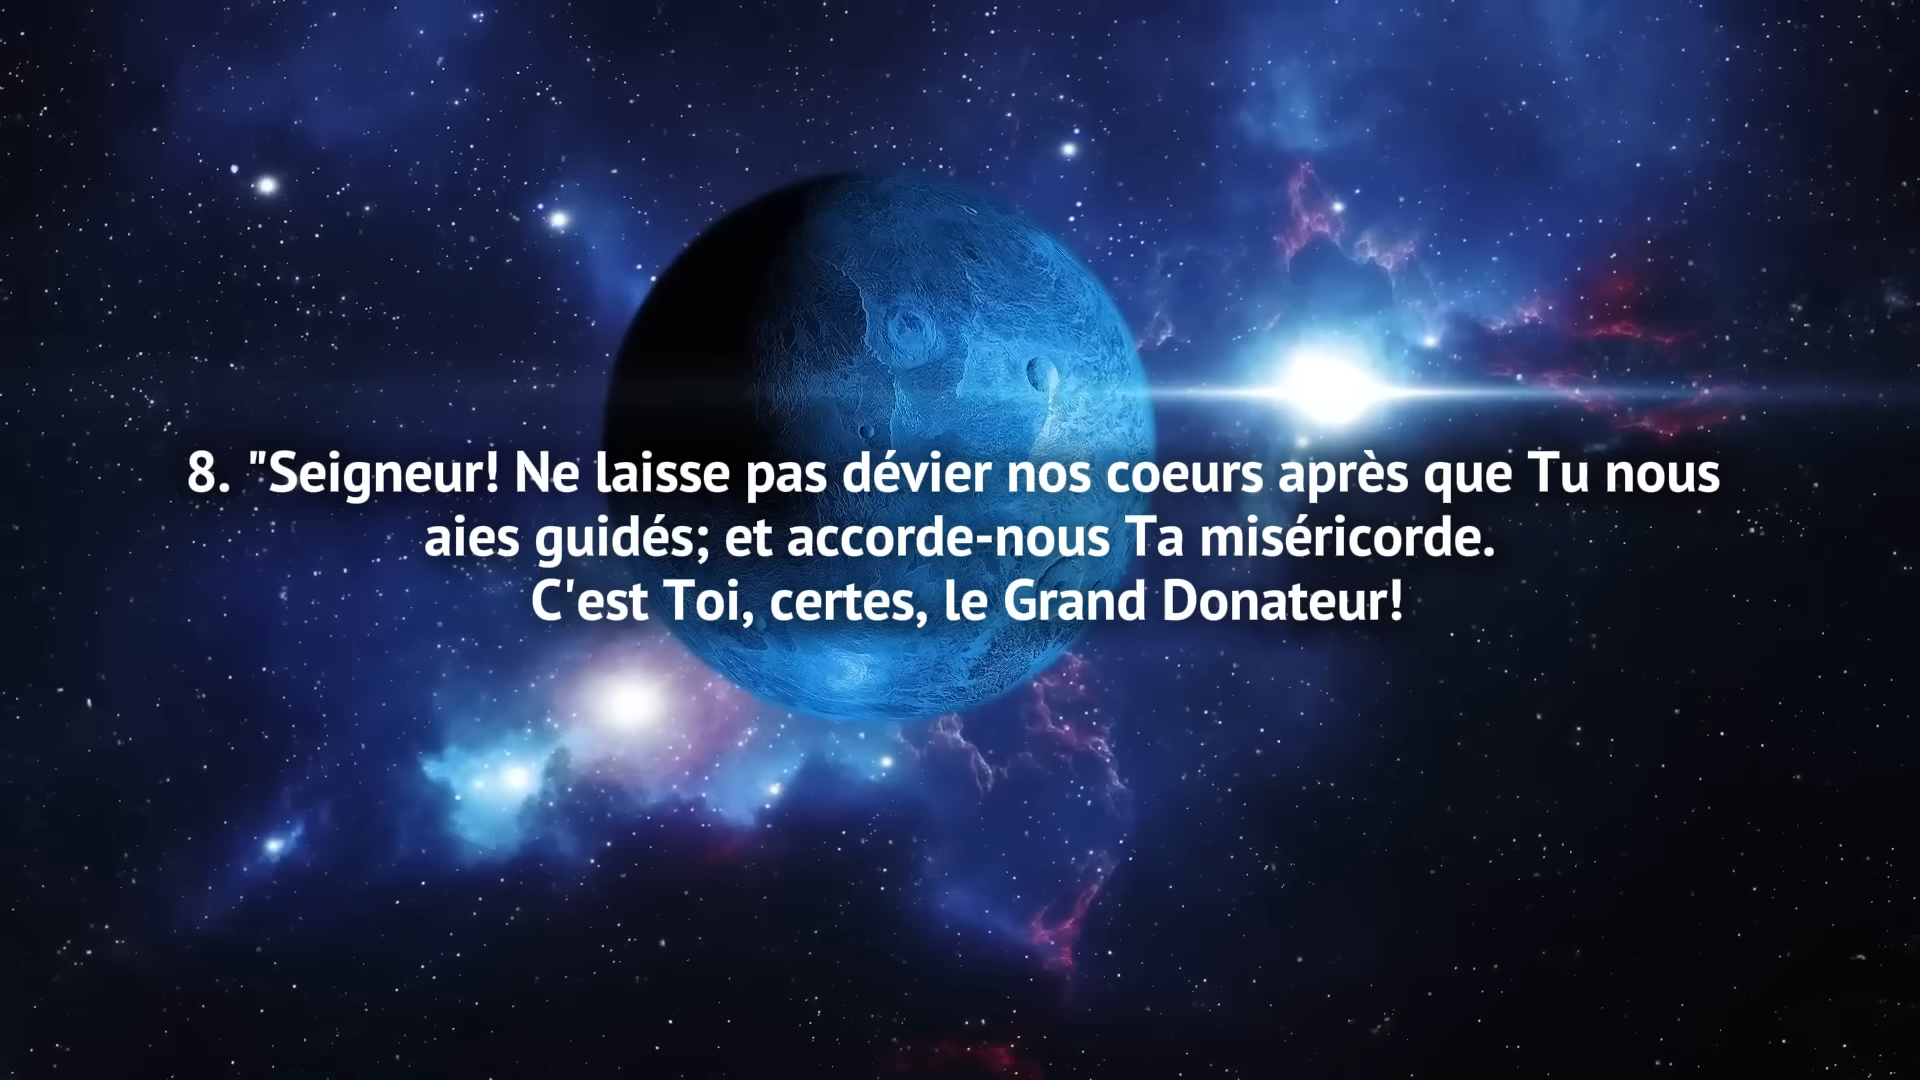 8. "Seigneur! Ne laisse pas dévier nos coeurs après que Tu nous
aies guidés; et accorde-nous Ta miséricorde.
C'est Toi, certes, le Grand Donateur!